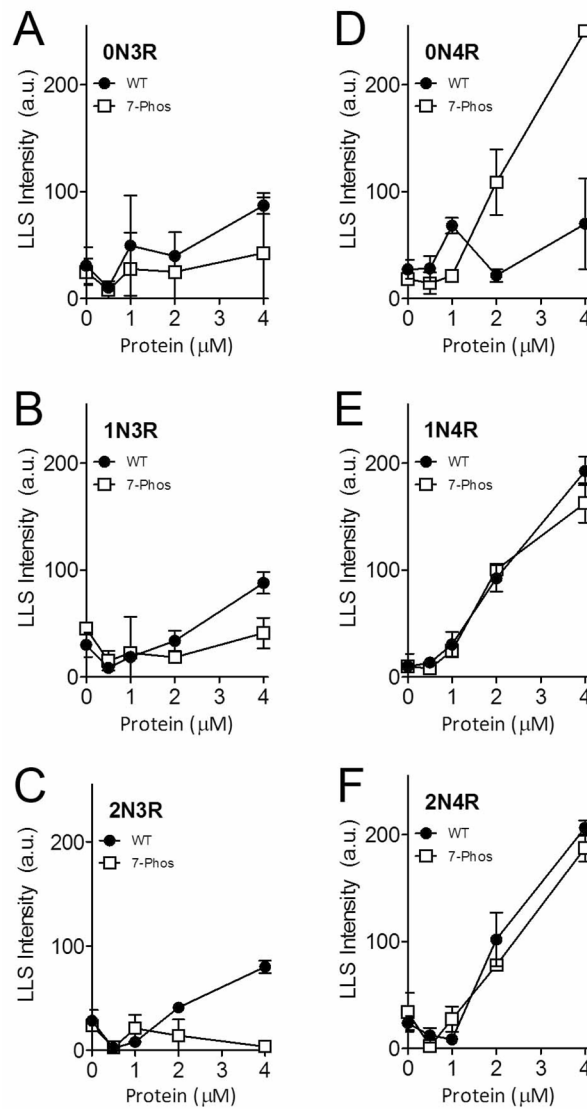 A
0N3R
WT
7-Phos
LLS Intensity (a.u.)
200
100
0
0 1 2 3 4
Protein (μM)
D
0N4R
WT
7-Phos
LLS Intensity (a.u.)
200
100
0
0 1 2 3 4
Protein (μM)
B
1N3R
WT
7-Phos
LLS Intensity (a.u.)
200
100
0
0 1 2 3 4
Protein (μM)
E
1N4R
WT
7-Phos
LLS Intensity (a.u.)
200
100
0
0 1 2 3 4
Protein (μM)
C
2N3R
WT
7-Phos
LLS Intensity (a.u.)
200
100
0
0 1 2 3 4
Protein (μM)
F
2N4R
WT
7-Phos
LLS Intensity (a.u.)
200
100
0
0 1 2 3 4
Protein (μM)